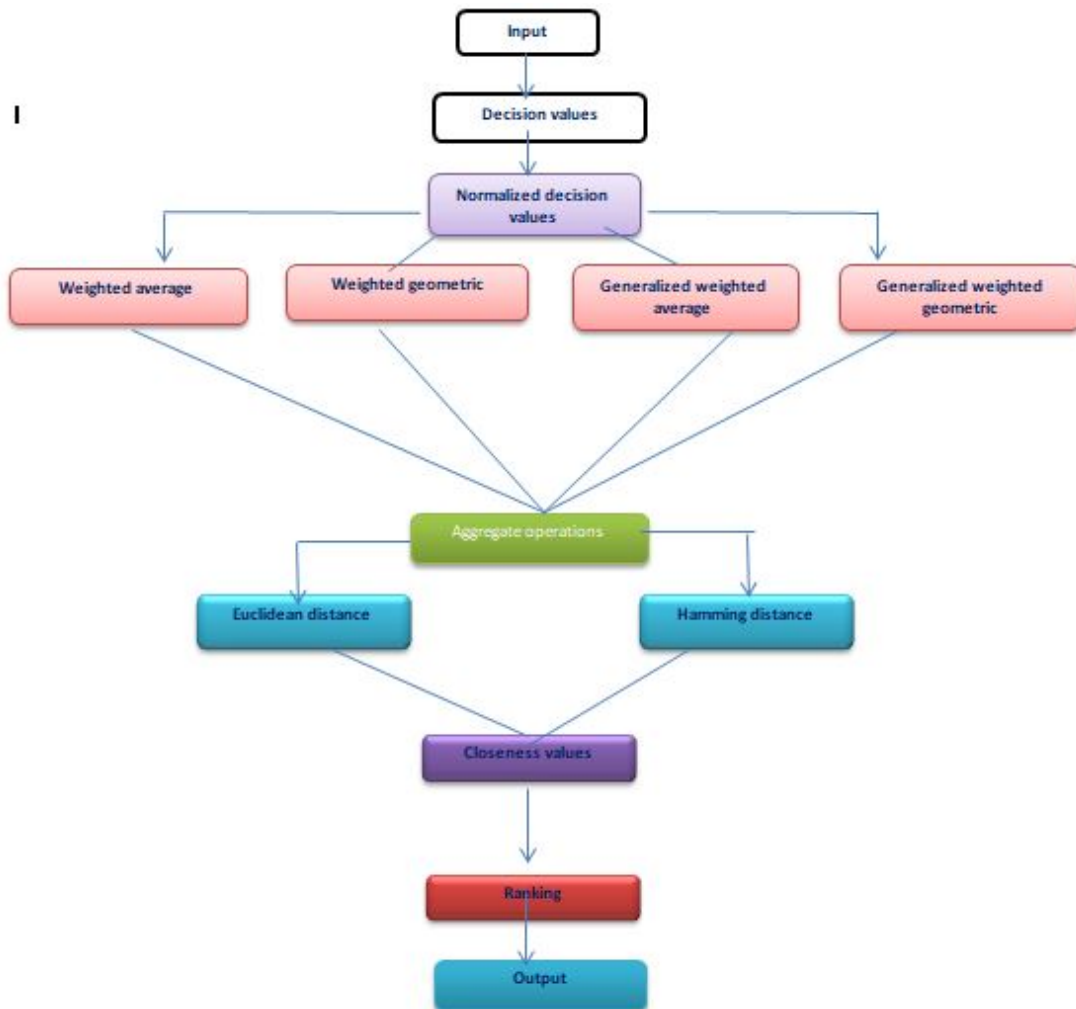 Input
I
Decision values
Normalized decision
values
Weighted average
Weighted geometric
Generalized weighted
average
Generalized weighted
geometric
Aggregate operations
Euclidean distance
Hamming distance
Closeness values
Ranking
Output